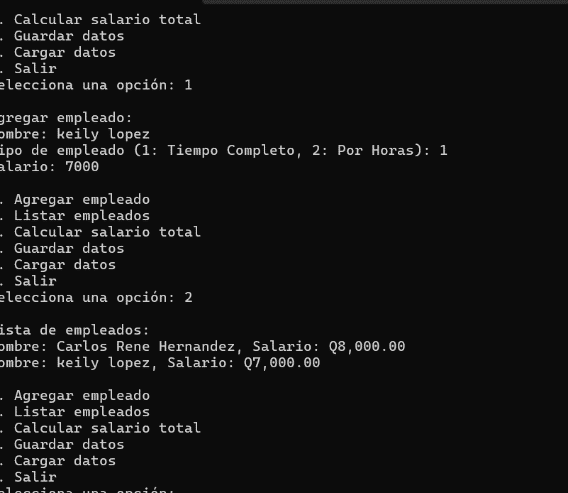 . Calcular salario total
. Guardar datos
. Cargar datos
. Salir
elecciona una opción: 1
gregar empleado:
ombre: keily lopez
ipo de empleado (1: Tiempo Completo, 2: Por Horas): 1
alario: 7000
. Agregar empleado
. Listar empleados
. Calcular salario total
. Guardar datos
. Cargar datos
. Salir
elecciona una opción: 2
ista de empleados:
ombre: Carlos Rene Hernandez, Salario: Q8,000.00
ombre: keily lopez, Salario: Q7,000.00
. Agregar empleado
. Listar empleados
. Calcular salario total
. Guardar datos
. Cargar datos
. Salir
elecciona una opción: